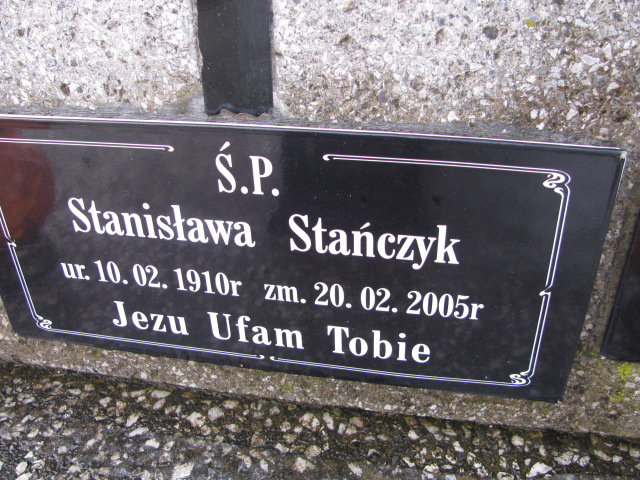 Ś.P.
Stanisława Stańczyk
ur. 10. 02. 1910r zm. 20. 02. 2005r
Jezu Ufam Tobie